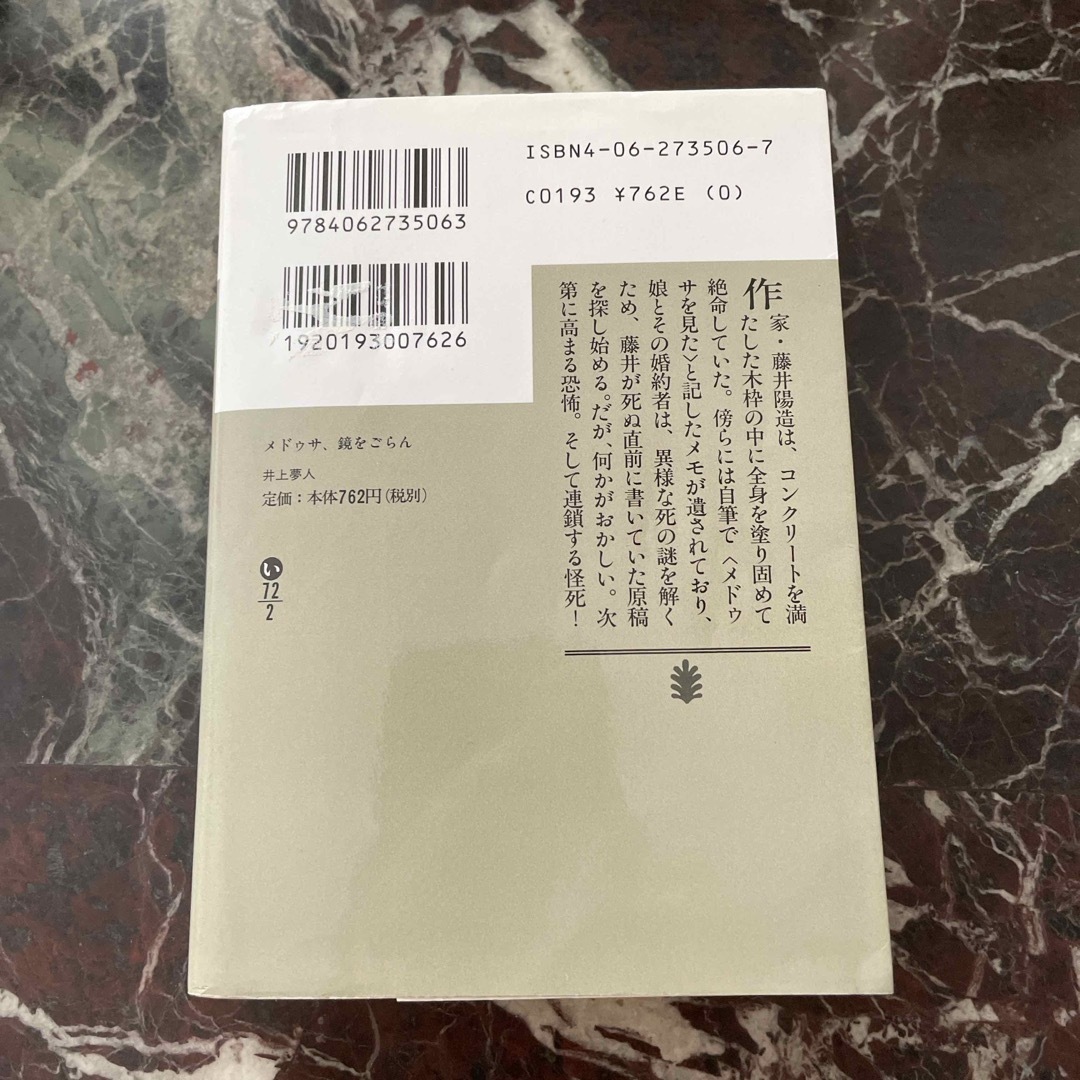 9784062735063
1920193007626
ISBN4-06-273506-7
C0193 ¥762E (0)
作家・藤井陽造は、コンクリートを満
たした木枠の中に全身を塗り固めて
絶命していた。傍らには自筆で〈メドゥ
サを見た〉と記したメモが遺されており、
娘とその婚約者は、異様な死の謎を解く
ため、藤井が死ぬ直前に書いていた原稿
を探し始める。だが、何かがおかしい。次
第に高まる恐怖。そして連鎖する怪死！
メドゥサ、鏡をごらん
井上夢人
定価：本体762円（税別）
い
72
2